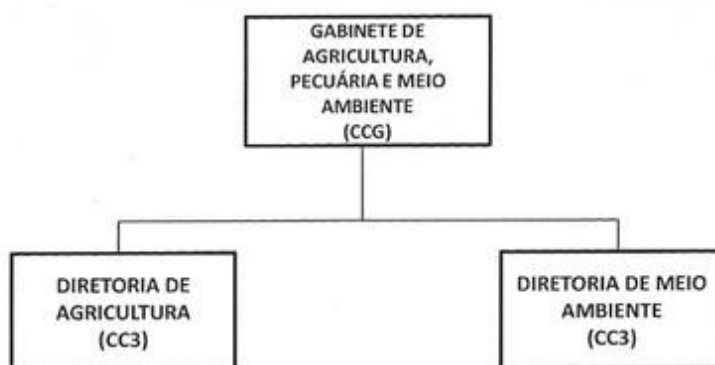 GABINETE DE
AGRICULTURA,
PECUÁRIA E MEIO
AMBIENTE
(CCG)
DIRETORIA DE
AGRICULTURA
(CC3)
DIRETORIA DE MEIO
AMBIENTE
(CC3)